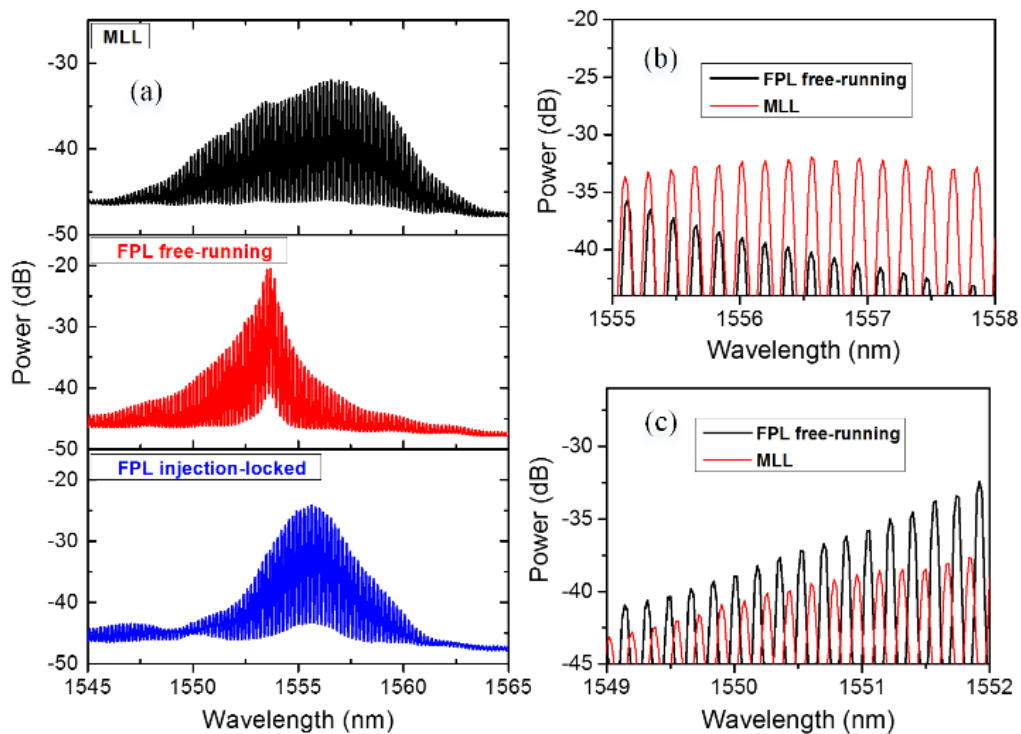 MLL
(a)
-30
-40
-50
FPL free-running
-20
-30
-40
-50
FPL injection-locked
-20
-30
-40
-50
Power (dB)
1545 1550 1555 1560 1565
Wavelength (nm)
(b)
FPL free-running
MLL
-20
-25
-30
-35
-40
Power (dB)
1555 1556 1557 1558
Wavelength (nm)
(c)
FPL free-running
MLL
-30
-35
-40
-45
Power (dB)
1549 1550 1551 1552
Wavelength (nm)